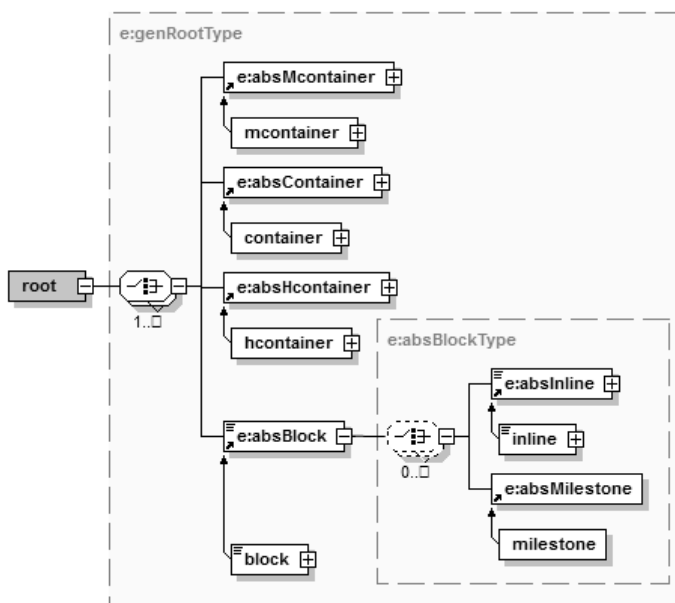 e:genRootType
e:absMcontainer
mcontainer
e:absContainer
container
root
1..□
e:absHcontainer
hcontainer
e:absBlockType
e:absInline
inline
e:absBlock
0..□
e:absMilestone
milestone
block